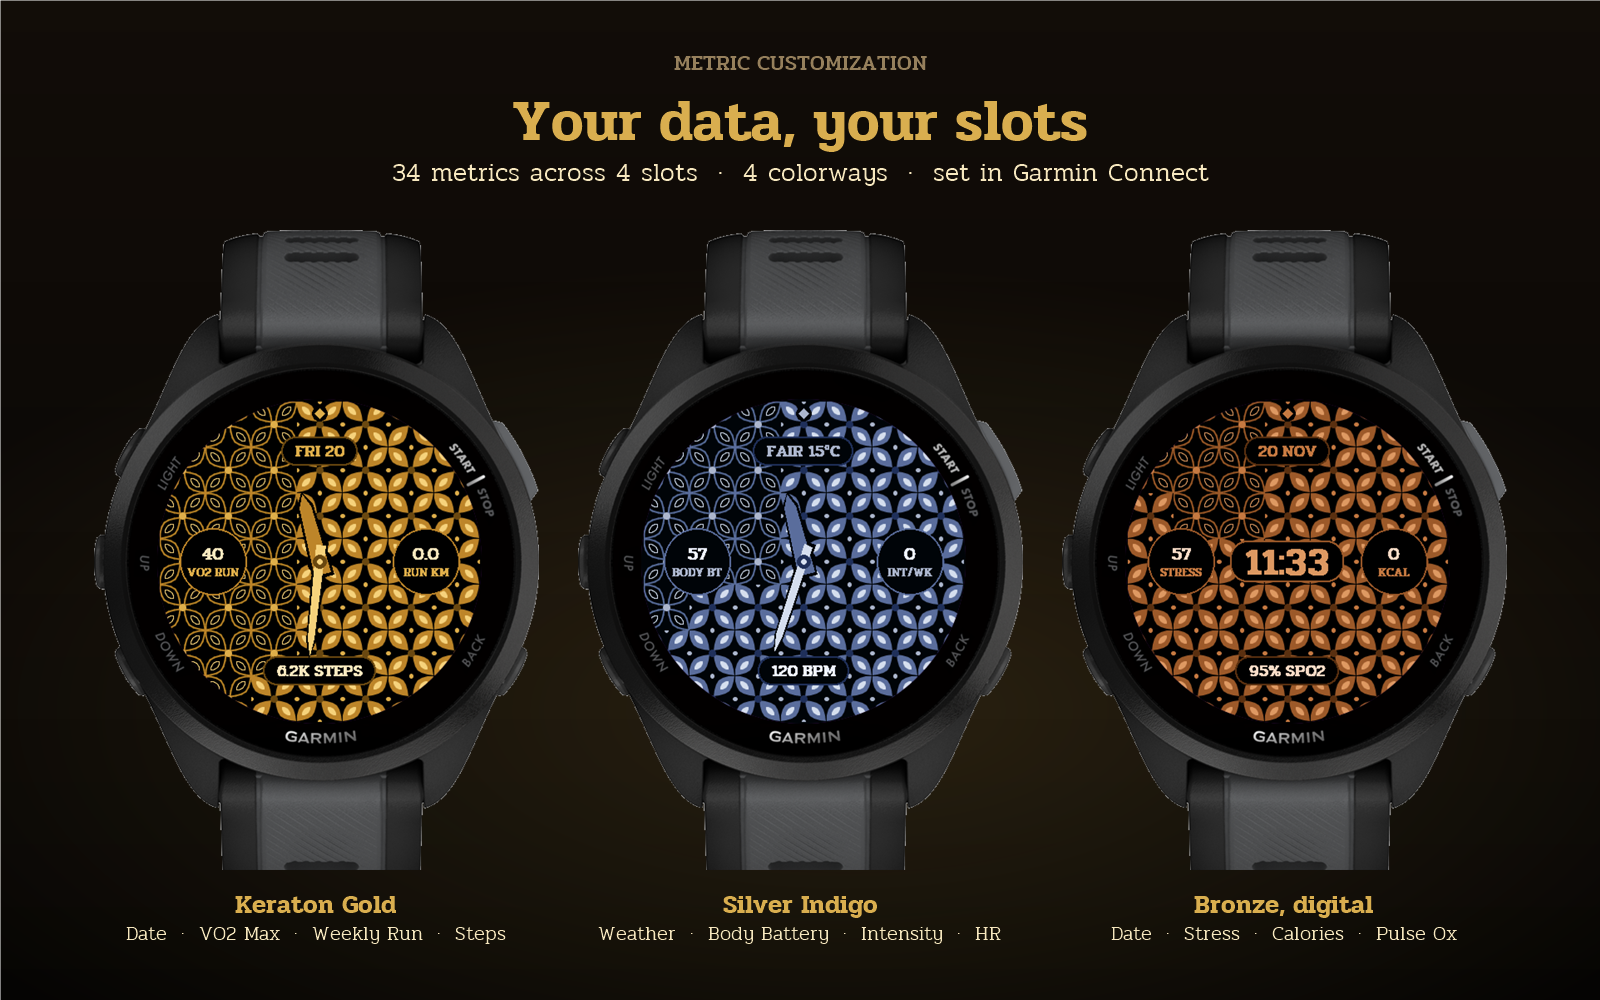 METRIC CUSTOMIZATION
Your data, your slots
34 metrics across 4 slots · 4 colorways · set in Garmin Connect
LIGHT
START
STOP
UP
DOWN
BACK
FRI 20
40
VO2 RUN
0.0
RUN KM
6.2K STEPS
GARMIN
LIGHT
START
STOP
UP
DOWN
BACK
FAIR 15°C
57
BODY BT
0
INT/WK
120 BPM
GARMIN
LIGHT
START
STOP
UP
DOWN
BACK
20 NOV
57
STRESS
11:33
0
KCAL
95% SPO2
GARMIN
Keraton Gold
Date · VO2 Max · Weekly Run · Steps
Silver Indigo
Weather · Body Battery · Intensity · HR
Bronze, digital
Date · Stress · Calories · Pulse Ox